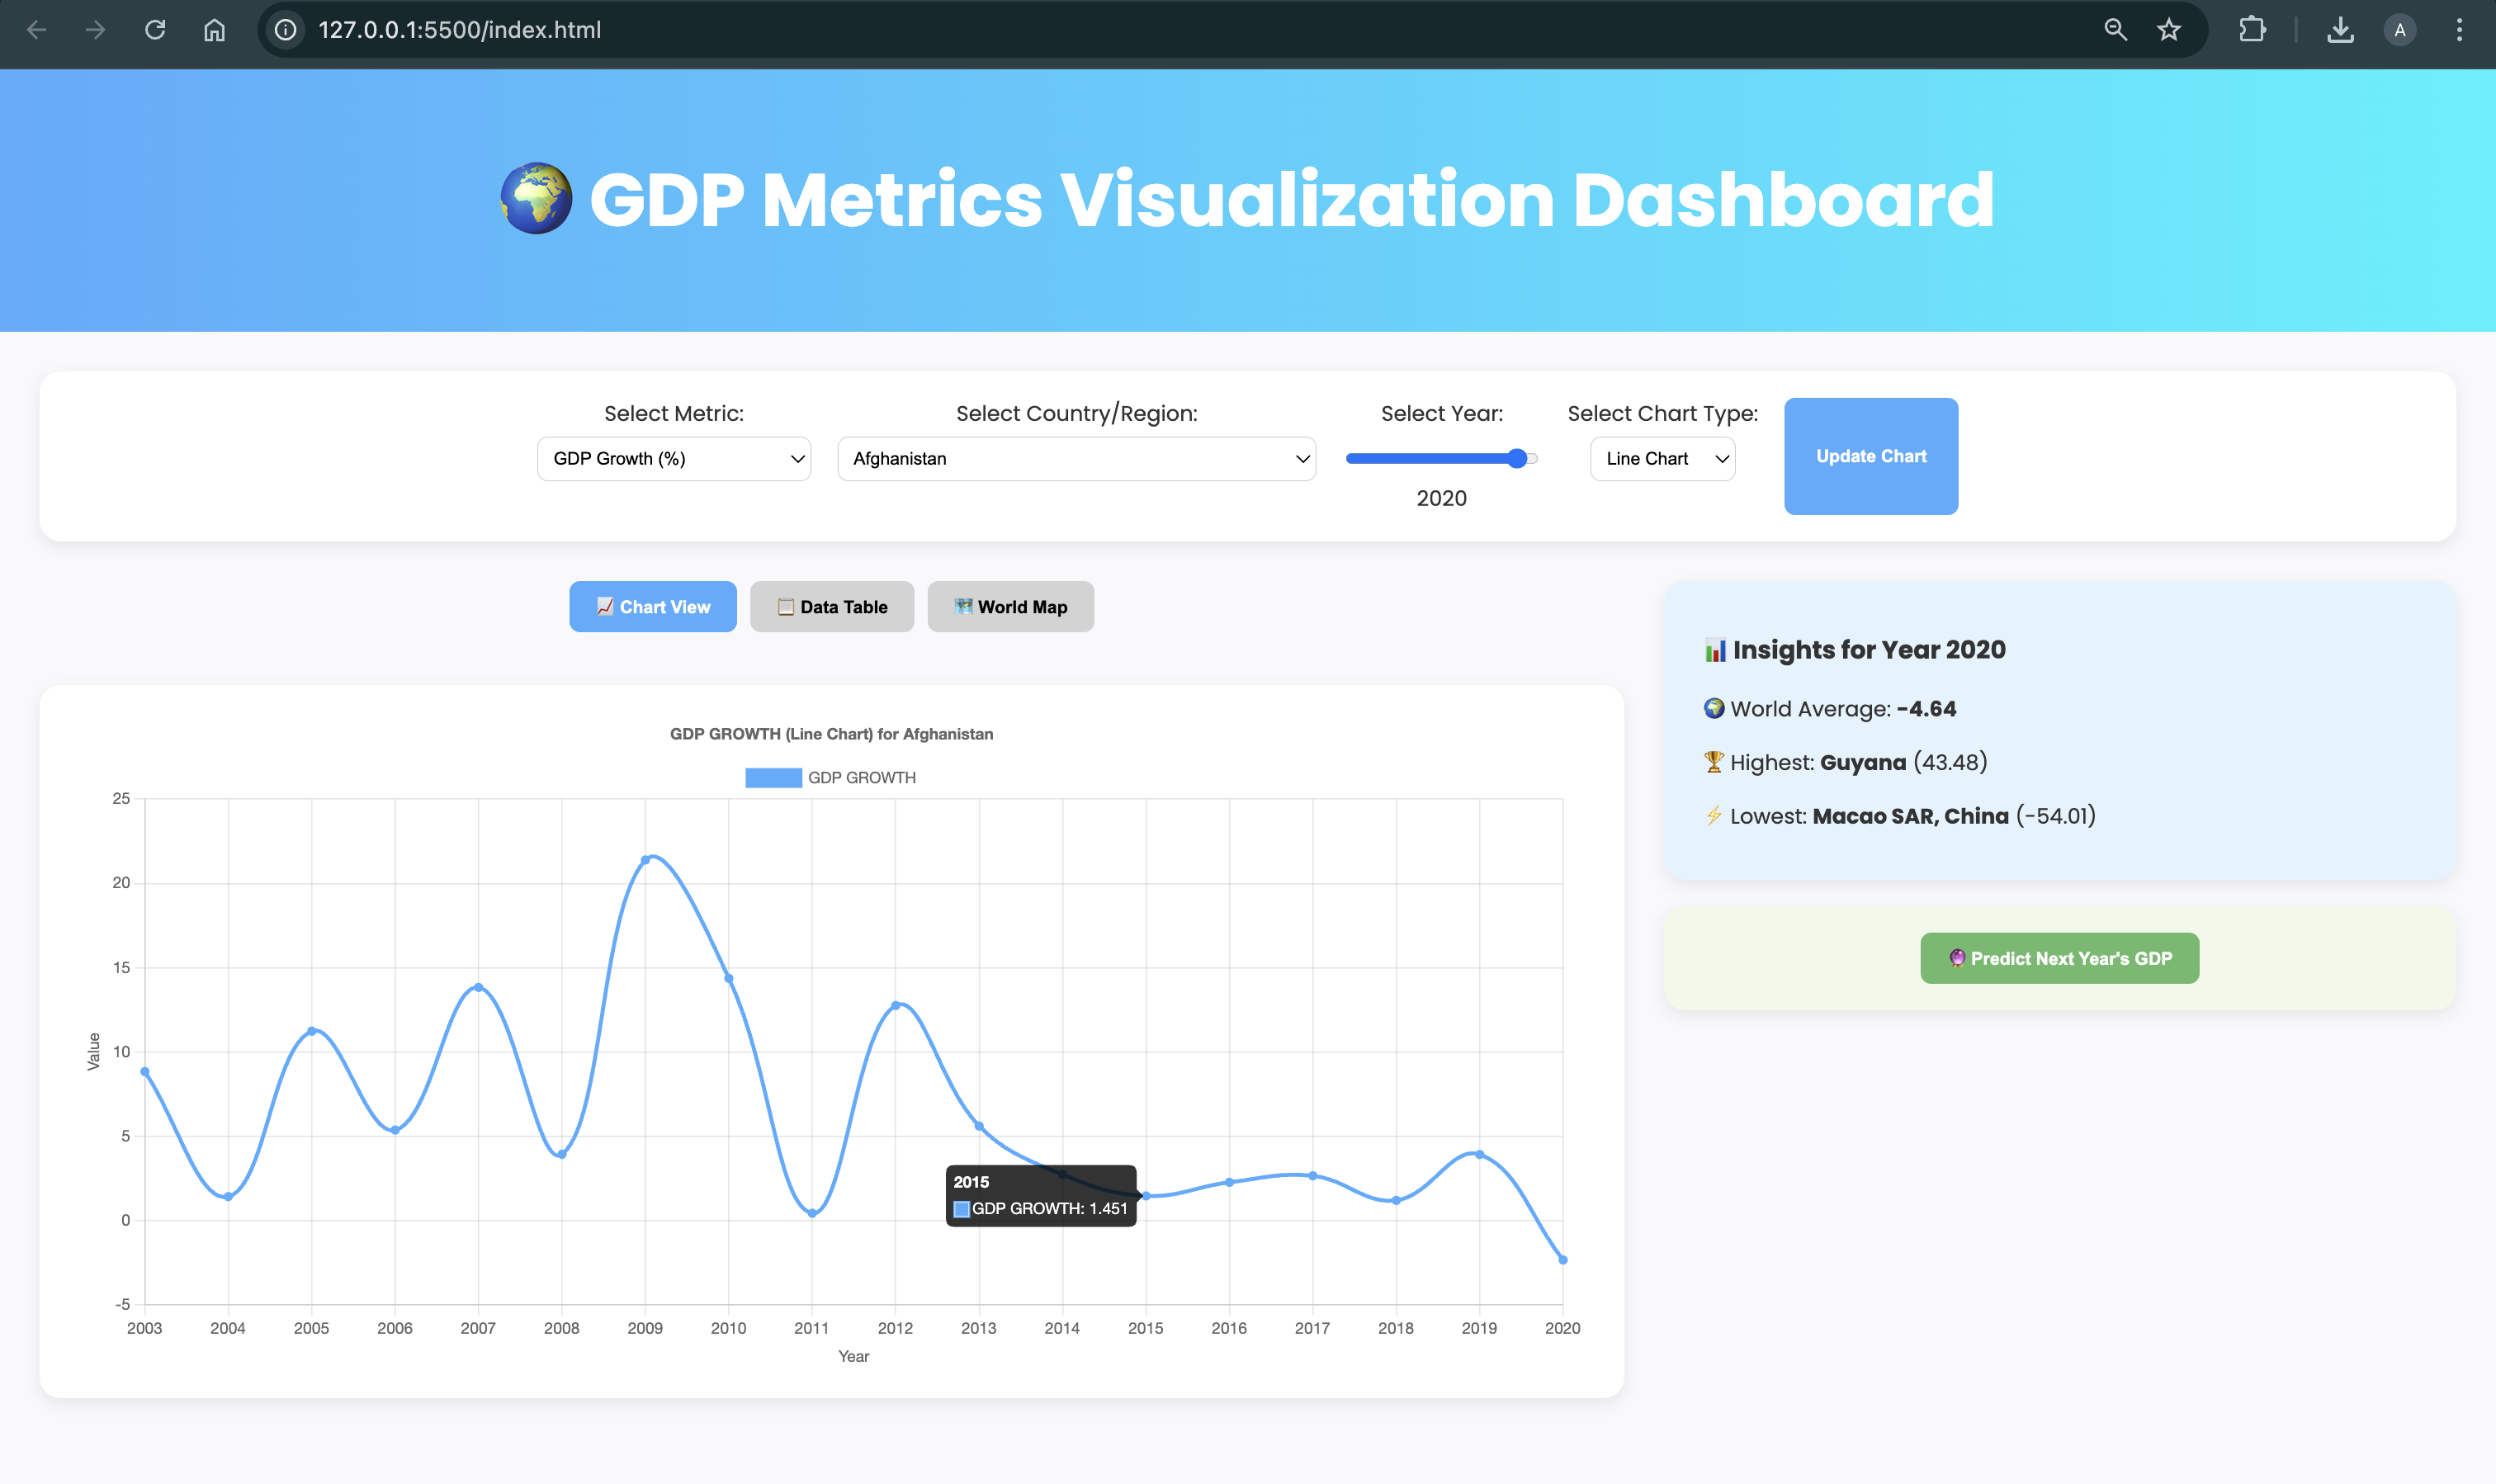 127.0.0.1:5500/index.html
A
GDP Metrics Visualization Dashboard
Select Metric:
GDP Growth (%)
Select Country/Region:
Afghanistan
Select Year:
2020
Select Chart Type:
Line Chart
Update Chart
Chart View
Data Table
World Map
GDP GROWTH (Line Chart) for Afghanistan
GDP GROWTH
25
20
15
10
5
0
-5
Value
2015
GDP GROWTH: 1.451
2003 2004 2005 2006 2007 2008 2009 2010 2011 2012 2013 2014 2015 2016 2017 2018 2019 2020
Year
Insights for Year 2020
World Average: -4.64
Highest: Guyana (43.48)
Lowest: Macao SAR, China (-54.01)
Predict Next Year's GDP